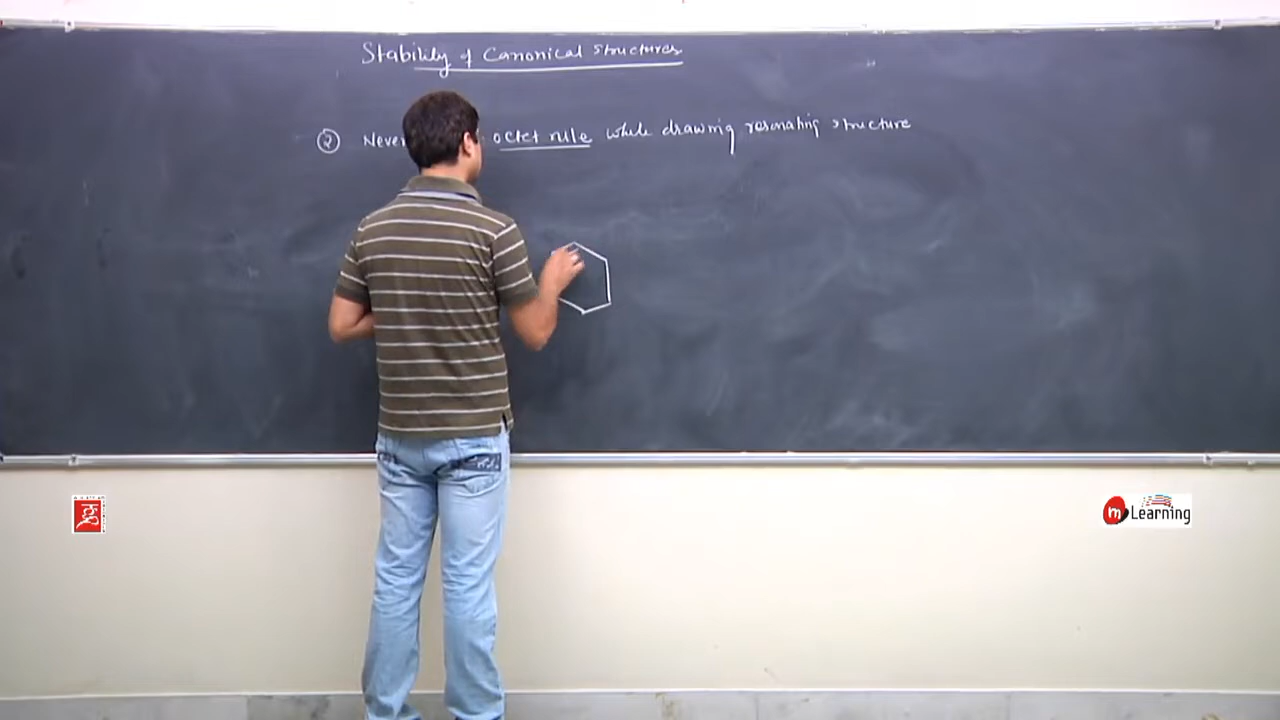 Stability of Canonical Structures
② Never octet rule while drawing resonating structure
m Learning